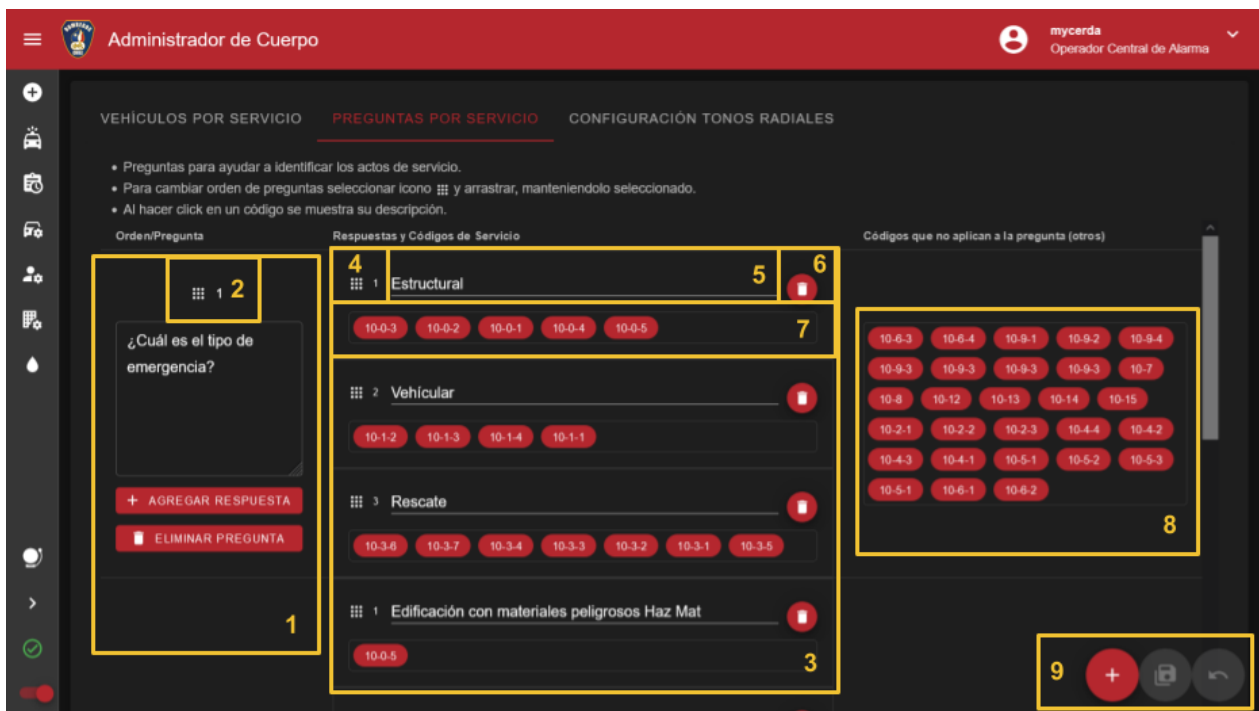 mycerda
Administrador de Cuerpo
Operador Central de Alarma
VEHÍCULOS POR SERVICIO PREGUNTAS POR SERVICIO CONFIGURACIÓN TONOS RADIALES
• Preguntas para ayudar a identificar los actos de servicio.
• Para cambiar orden de preguntas seleccionar icono y arrastrar, manteniendolo seleccionado.
• Al hacer click en un código se muestra su descripción.
Orden/Pregunta Respuestas y Códigos de Servicio Códigos que no aplican a la pregunta (otros)
1 2
¿Cuál es el tipo de
emergencia?
+ AGREGAR RESPUESTA
ELIMINAR PREGUNTA
1
4
1 Estructural 5 6
10-0-3 10-0-2 10-0-1 10-0-4 10-0-5 7
2 Vehícular
10-1-2 10-1-3 10-1-4 10-1-1
3 Rescate
10-3-6 10-3-7 10-3-4 10-3-3 10-3-2 10-3-1 10-3-5
1 Edificación con materiales peligrosos Haz Mat
10-0-5 3
10-6-3 10-6-4 10-9-1 10-9-2 10-9-4
10-9-3 10-9-3 10-9-3 10-9-3 10-7
10-8 10-12 10-13 10-14 10-15
10-2-1 10-2-2 10-2-3 10-4-4 10-4-2
10-4-3 10-4-1 10-5-1 10-5-2 10-5-3
10-5-1 10-6-1 10-6-2
8
9 +